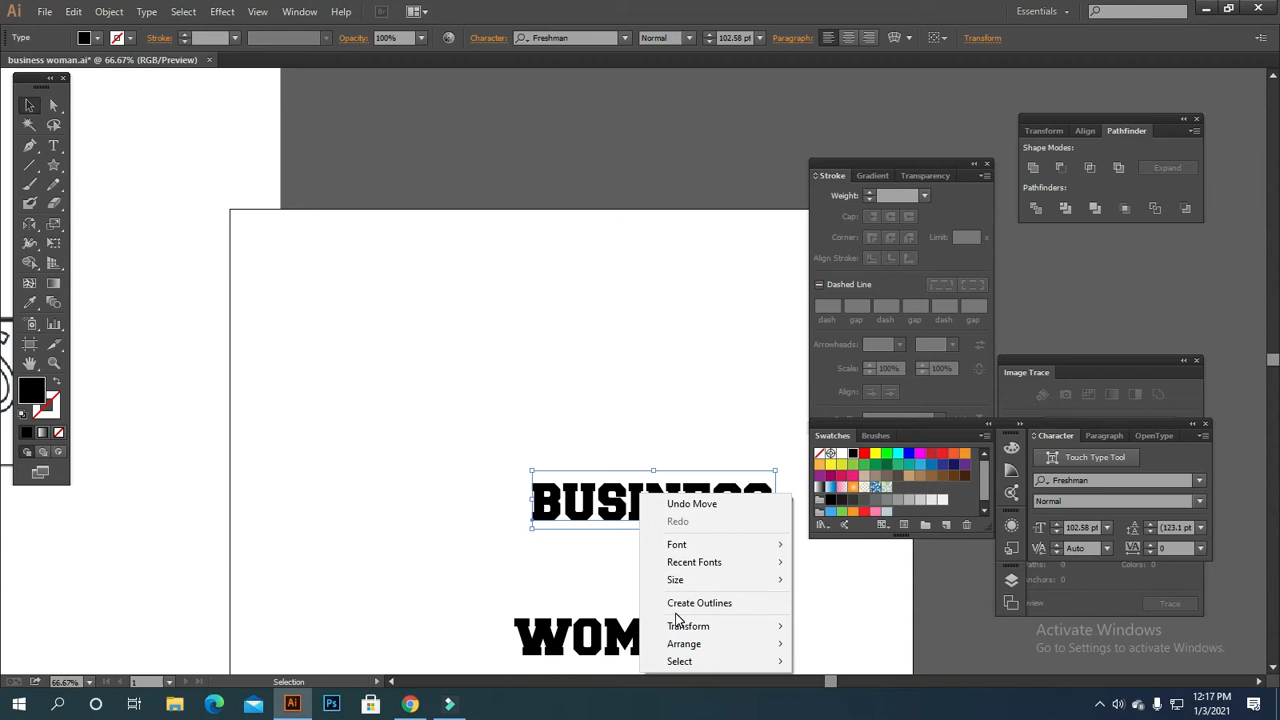 Ai File Edit Object Type Select Effect View Window Help Br Essentials
Type Stroke: Opacity: 100% Character: Freshman Normal 102.58 pt Paragraph: Transform
business woman.ai* @ 66.67% (RGB/Preview) ×
Transform Align Pathfinder
Shape Modes:
Expand
Pathfinders:
Stroke Gradient Transparency
Weight:
Cap:
Corner: Limit: x
Align Stroke:
Dashed Line
dash gap dash gap dash gap
Arrowheads:
Scale: 100% 100%
Align:
Image Trace
Swatches Brushes
Character Paragraph OpenType
Touch Type Tool
Freshman
Normal
102.58 pt (123.1 pt)
Auto 0
Paths: 0 Colors: 0
Anchors: 0
Trace
BUSINESS
WOM
Undo Move
Redo
Font
Recent Fonts
Size
Create Outlines
Transform
Arrange
Select
Activate Windows
Go to Settings to activate Windows.
66.67% 1 Selection
Ai Ps 12:17 PM
1/3/2021